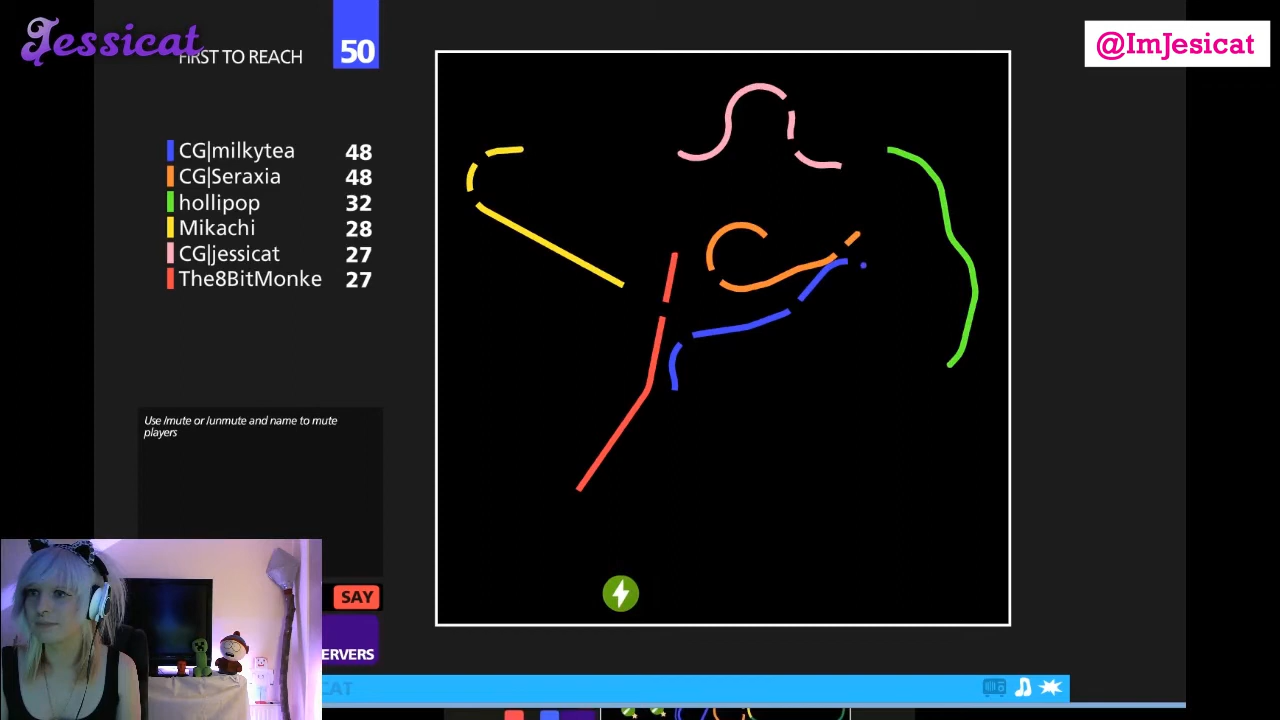 Jessicat
FIRST TO REACH
50
@ImJesicat
CG|milkytea 48
CG|Seraxia 48
hollipop 32
Mikachi 28
CG|jessicat 27
The8BitMonke 27
Use /mute or /unmute and name to mute
players
SAY
ERVERS
CAT